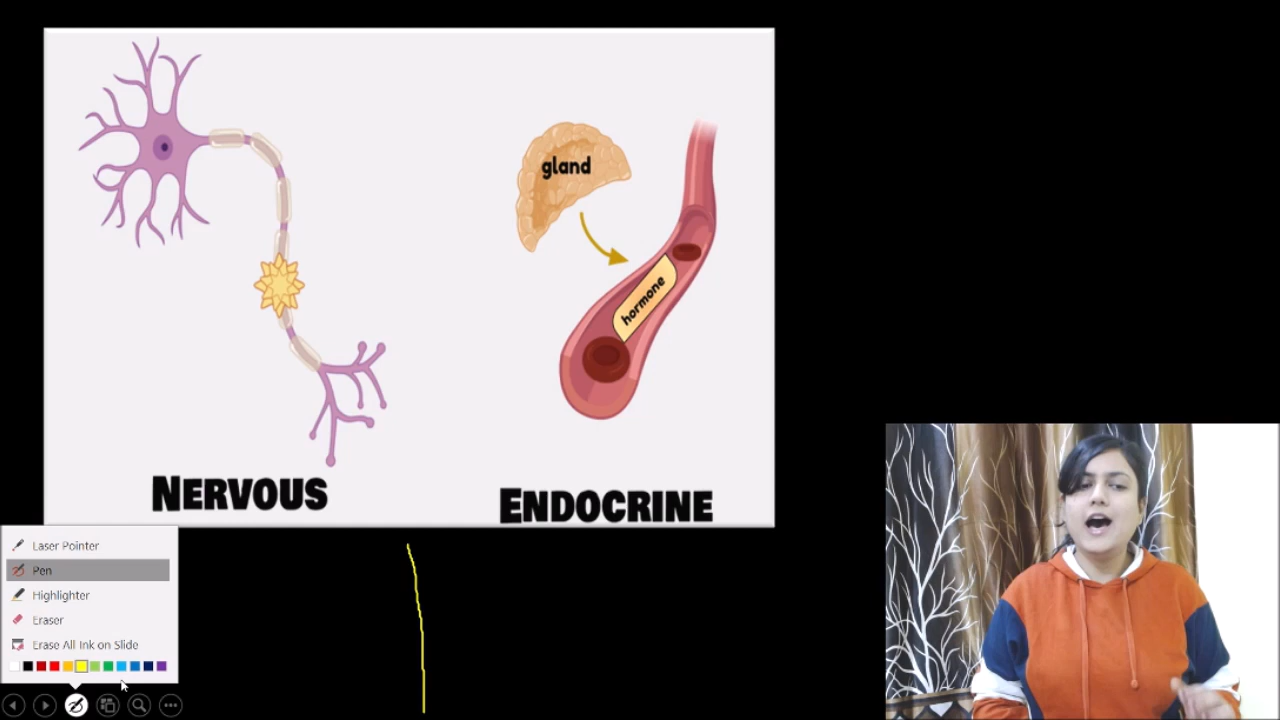 gland
hormone
NERVOUS
ENDOCRINE
Laser Pointer
Pen
Highlighter
Eraser
Erase All Ink on Slide